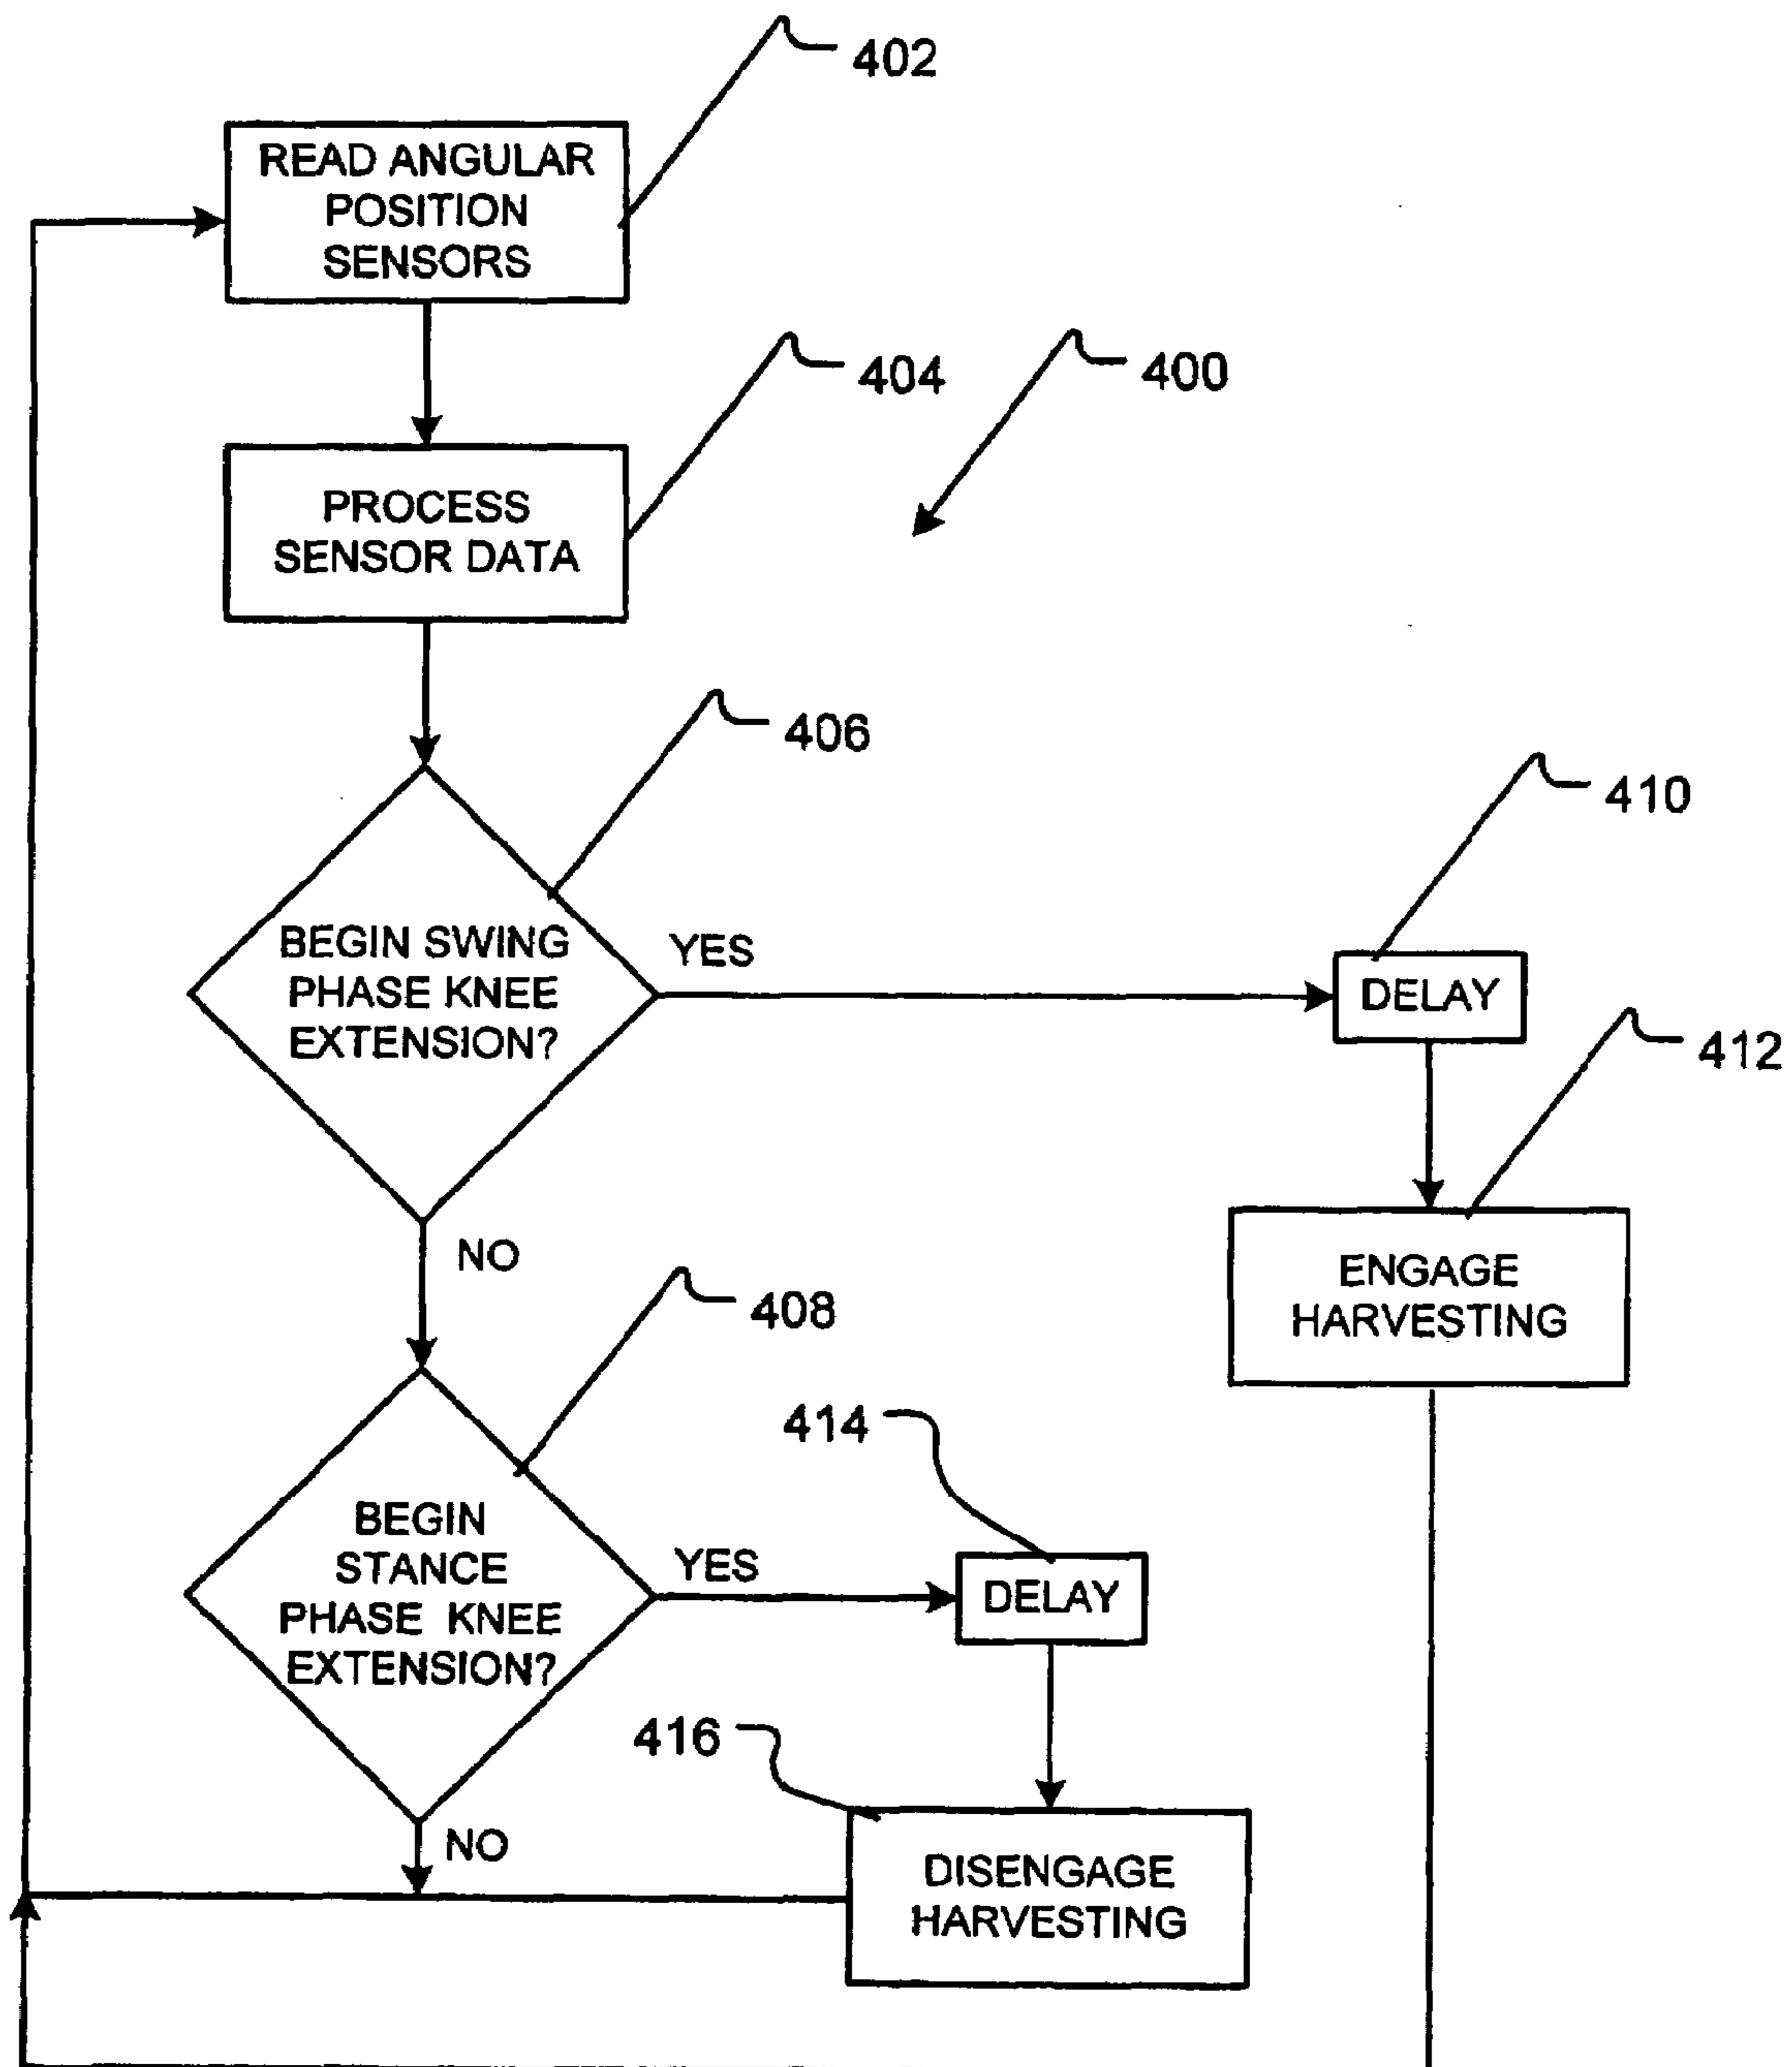 402
READ ANGULAR
POSITION
SENSORS
404
400
PROCESS
SENSOR DATA
406
410
BEGIN SWING
PHASE KNEE
EXTENSION?
YES
DELAY
412
NO
ENGAGE
HARVESTING
408
414
BEGIN
STANCE
PHASE KNEE
EXTENSION?
YES
DELAY
416
NO
DISENGAGE
HARVESTING